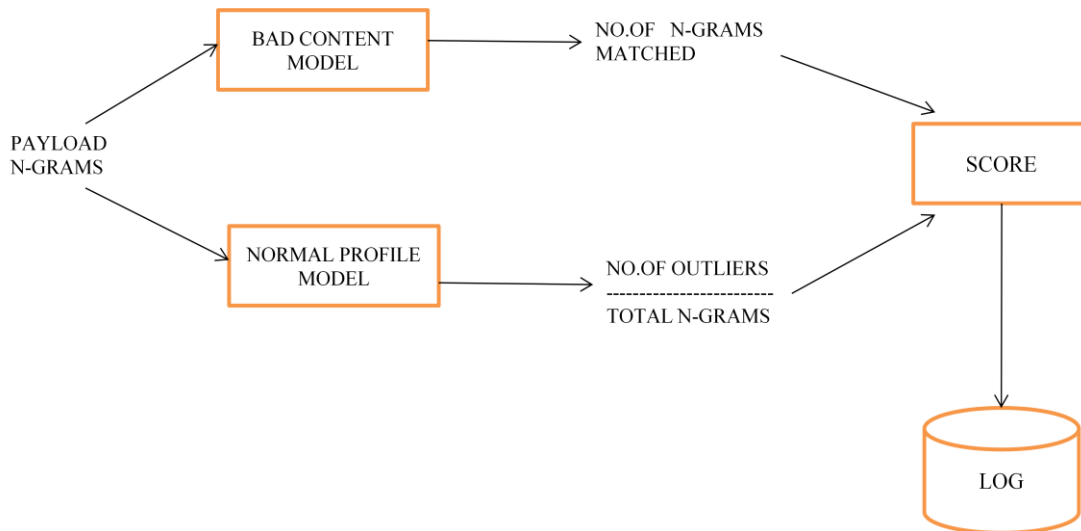 BAD CONTENT
MODEL
NO.OF N-GRAMS
MATCHED
PAYLOAD
N-GRAMS
SCORE
NORMAL PROFILE
MODEL
NO.OF OUTLIERS
--------------------------
TOTAL N-GRAMS
LOG